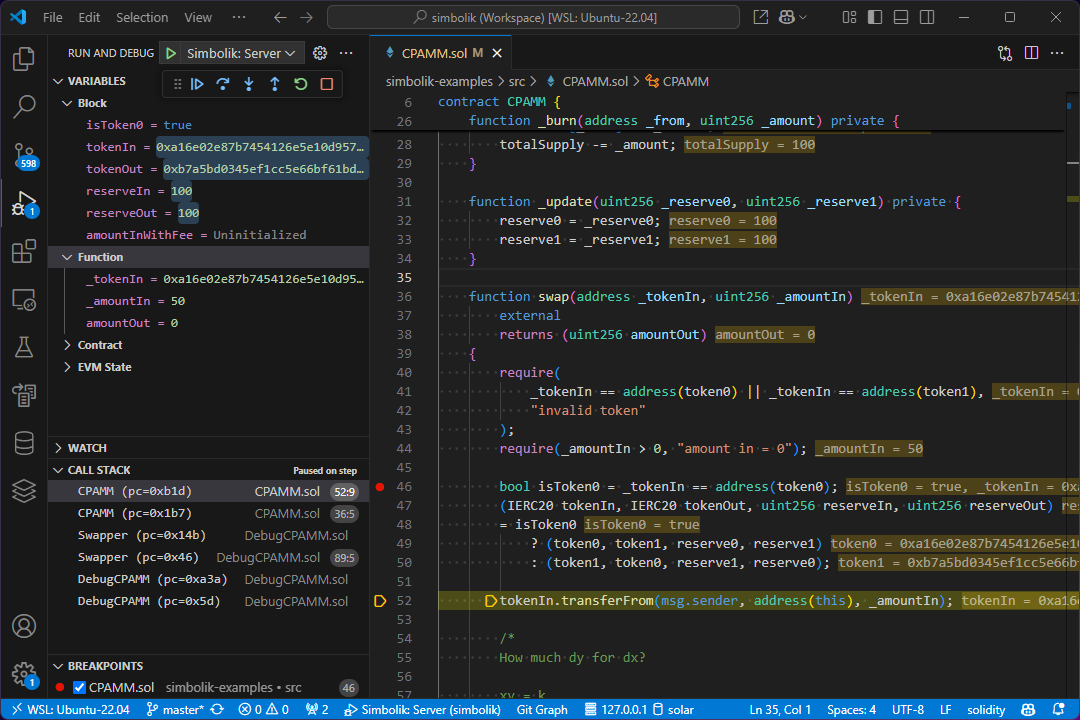 File Edit Selection View ··· simbolik (Workspace) [WSL: Ubuntu-22.04]
RUN AND DEBUG Simbolik: Server ···
VARIABLES
Block
isToken0 = true
tokenIn = 0xa16e02e87b7454126e5e10d957...
tokenOut = 0xb7a5bd0345ef1cc5e66bf61bd...
reserveIn = 100
reserveOut = 100
amountInWithFee = Uninitialized
Function
_tokenIn = 0xa16e02e87b7454126e5e10d95...
_amountIn = 50
amountOut = 0
Contract
EVM State
WATCH
CALL STACK Paused on step
CPAMM (pc=0xb1d) CPAMM.sol 52:9
CPAMM (pc=0x1b7) CPAMM.sol 36:5
Swapper (pc=0x14b) DebugCPAMM.sol
Swapper (pc=0x46) DebugCPAMM.sol 89:5
DebugCPAMM (pc=0xa3a) DebugCPAMM.sol
DebugCPAMM (pc=0x5d) DebugCPAMM.sol
BREAKPOINTS
CPAMM.sol simbolik-examples • src 46
598
1
1
CPAMM.sol M
simbolik-examples > src > CPAMM.sol > CPAMM
6 contract CPAMM {
26 function _burn(address _from, uint256 _amount) private {
28 totalSupply -= _amount; totalSupply = 100
29 }
30
31 function _update(uint256 _reserve0, uint256 _reserve1) private {
32 reserve0 = _reserve0; reserve0 = 100
33 reserve1 = _reserve1; reserve1 = 100
34 }
35
36 function swap(address _tokenIn, uint256 _amountIn) _tokenIn = 0xa16e02e87b745412
37 external
38 returns (uint256 amountOut) amountOut = 0
39 {
40 require(
41 _tokenIn == address(token0) || _tokenIn == address(token1), _tokenIn =
42 "invalid token"
43 );
44 require(_amountIn > 0, "amount in = 0"); _amountIn = 50
45
46 bool isToken0 = _tokenIn == address(token0); isToken0 = true, _tokenIn = 0xa
47 (IERC20 tokenIn, IERC20 tokenOut, uint256 reserveIn, uint256 reserveOut) res
48 = isToken0 isToken0 = true
49 ? (token0, token1, reserve0, reserve1) token0 = 0xa16e02e87b7454126e5e1
50 : (token1, token0, reserve1, reserve0); token1 = 0xb7a5bd0345ef1cc5e66bf
51
52 tokenIn.transferFrom(msg.sender, address(this), _amountIn); tokenIn = 0xa16
53
54 /*
55 How much dy for dx?
56
57 xy = k
WSL: Ubuntu-22.04 master* 0 0 2 Simbolik: Server (simbolik) Git Graph 127.0.0.1 solar Ln 35, Col 1 Spaces: 4 UTF-8 LF solidity